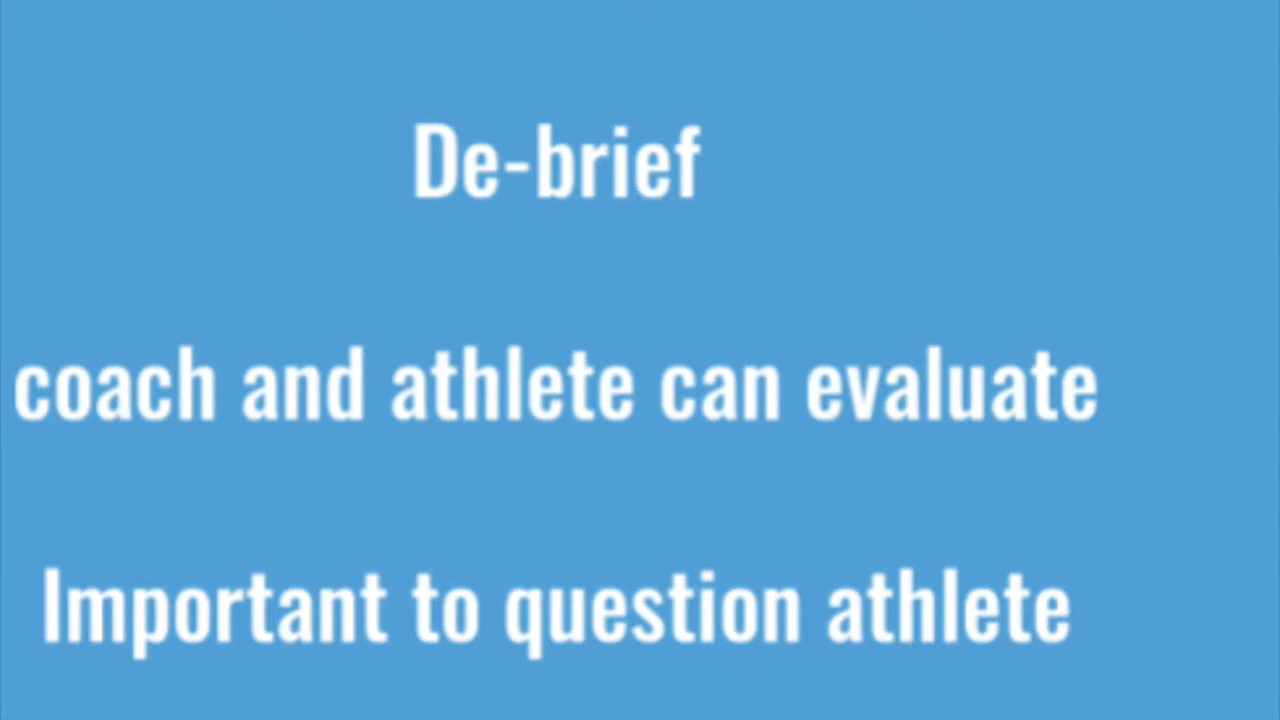 De-brief
coach and athlete can evaluate
Important to question athlete